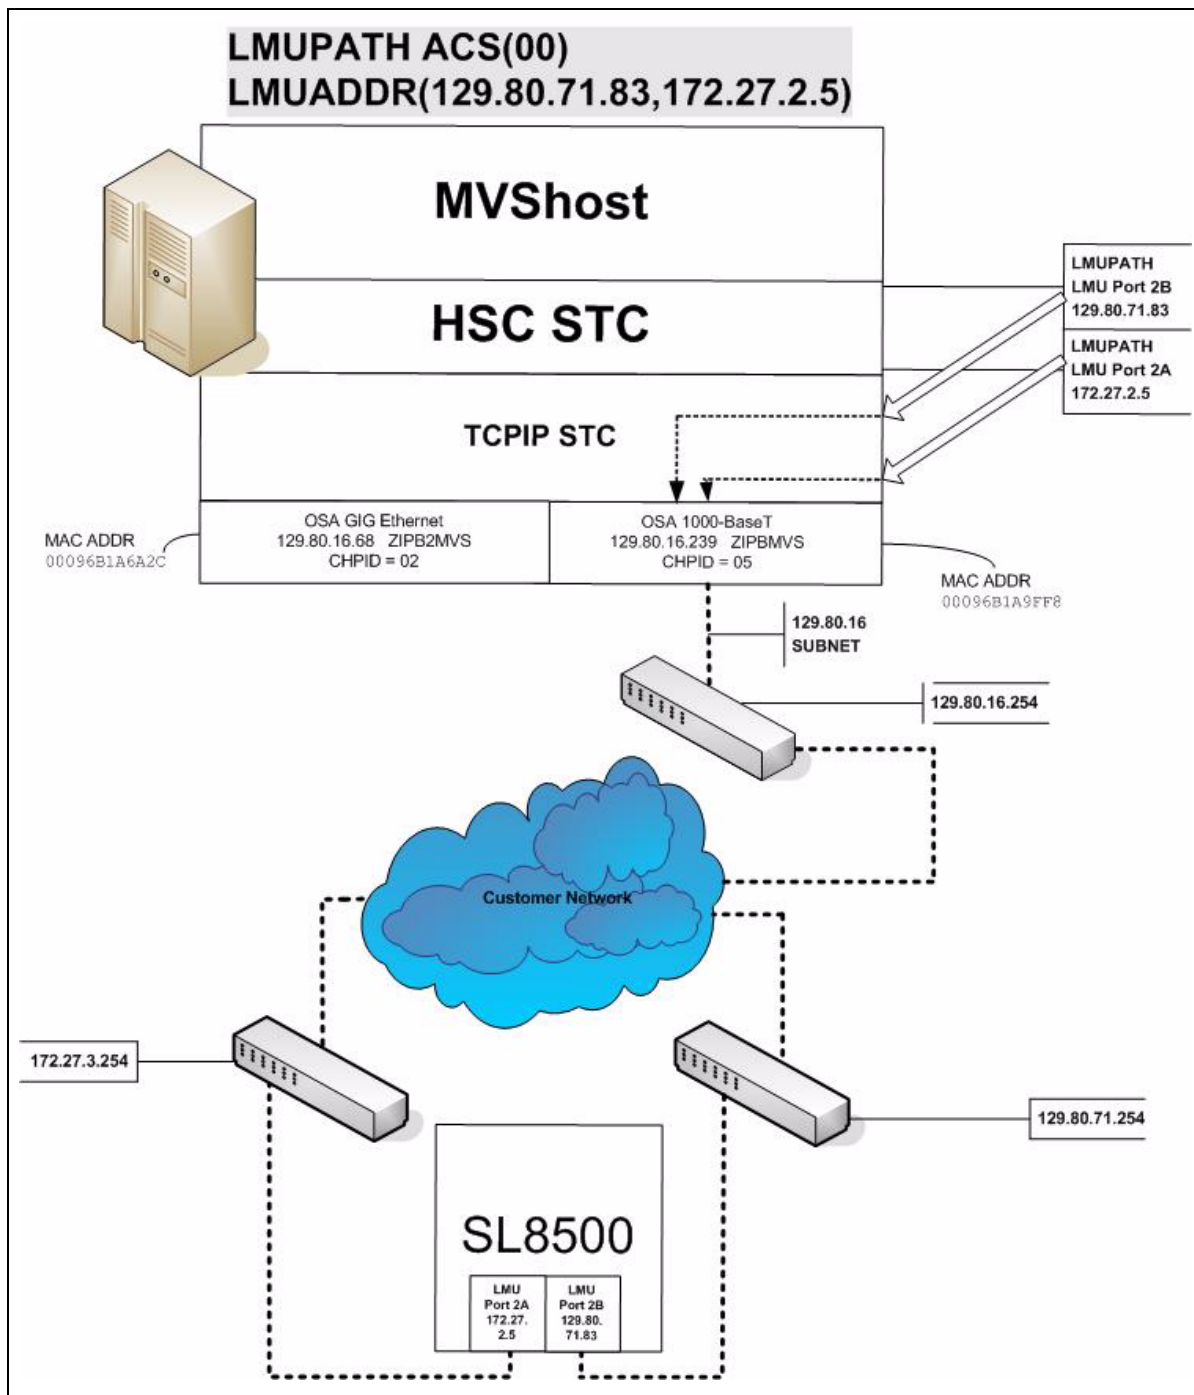 LMUPATH ACS(00)
LMUADDR(129.80.71.83,172.27.2.5)
MVShost
HSC STC
TCPIP STC
LMUPATH
LMU Port 2B
129.80.71.83
LMUPATH
LMU Port 2A
172.27.2.5
OSA GIG Ethernet
129.80.16.68 ZIPB2MVS
CHPID = 02
OSA 1000-BaseT
129.80.16.239 ZIPBMVS
CHPID = 05
MAC ADDR
00096B1A6A2C
MAC ADDR
00096B1A9FF8
129.80.16
SUBNET
129.80.16.254
Customer Network
172.27.3.254
129.80.71.254
SL8500
LMU
Port 2A
172.27.
2.5
LMU
Port 2B
129.80.
71.83